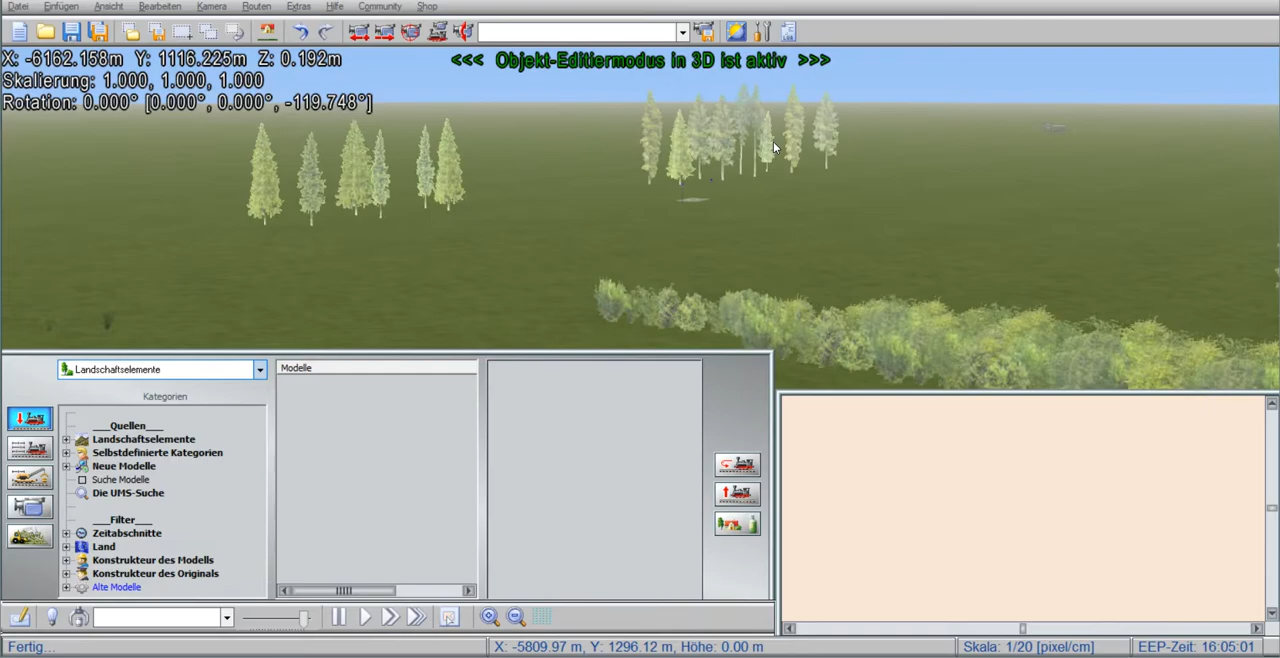 Datei Einfügen Ansicht Bearbeiten Kamera Routen Extras Hilfe Community Shop
X: -6162.158m Y: 1116.225m Z: 0.192m
<<< Objekt-Editiermodus in 3D ist aktiv >>>
Skalierung: 1.000, 1.000, 1.000
Rotation: 0.000° [0.000°, 0.000°, -119.748°]
Landschaftselemente
Modelle
Kategorien
___Quellen___
Landschaftselemente
Selbstdefinierte Kategorien
Neue Modelle
Suche Modelle
Die UMS-Suche
___Filter___
Zeitabschnitte
Land
Konstrukteur des Modells
Konstrukteur des Originals
Alte Modelle
Fertig... X: -5809.97 m, Y: 1296.12 m, Höhe: 0.00 m Skala: 1/20 [pixel/cm] EEP-Zeit: 16:05:01